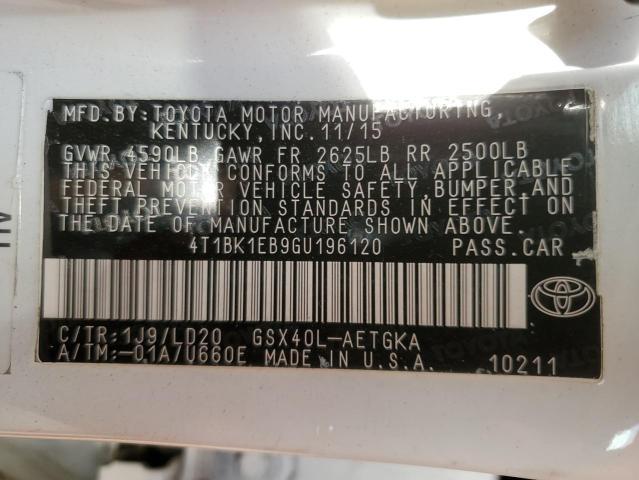 MFD. BY: TOYOTA MOTOR MANUFACTURING,
KENTUCKY, INC. 11/15
GVWR 4590LB GAWR FR 2625LB RR 2500LB
THIS VEHICLE CONFORMS TO ALL APPLICABLE
FEDERAL MOTOR VEHICLE SAFETY, BUMPER AND
THEFT PREVENTION STANDARDS IN EFFECT ON
THE DATE OF MANUFACTURE SHOWN ABOVE.
4T1BK1EB9GU196120 PASS. CAR
C/TR: 1J9/LD20 GSX40L-AETGKA
A/TM: -01A/U660E MADE IN U.S.A. 10211